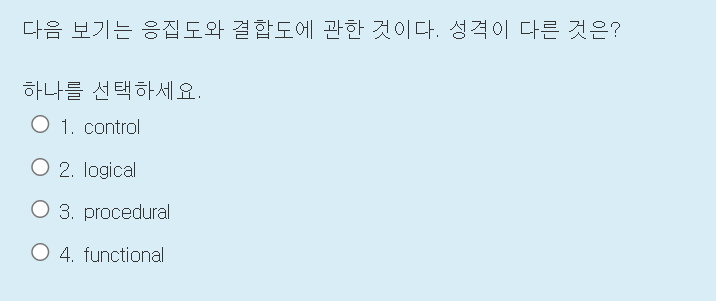 다음 보기는 응집도와 결합도에 관한 것이다. 성격이 다른 것은?
하나를 선택하세요.
1. control
2. logical
3. procedural
4. functional